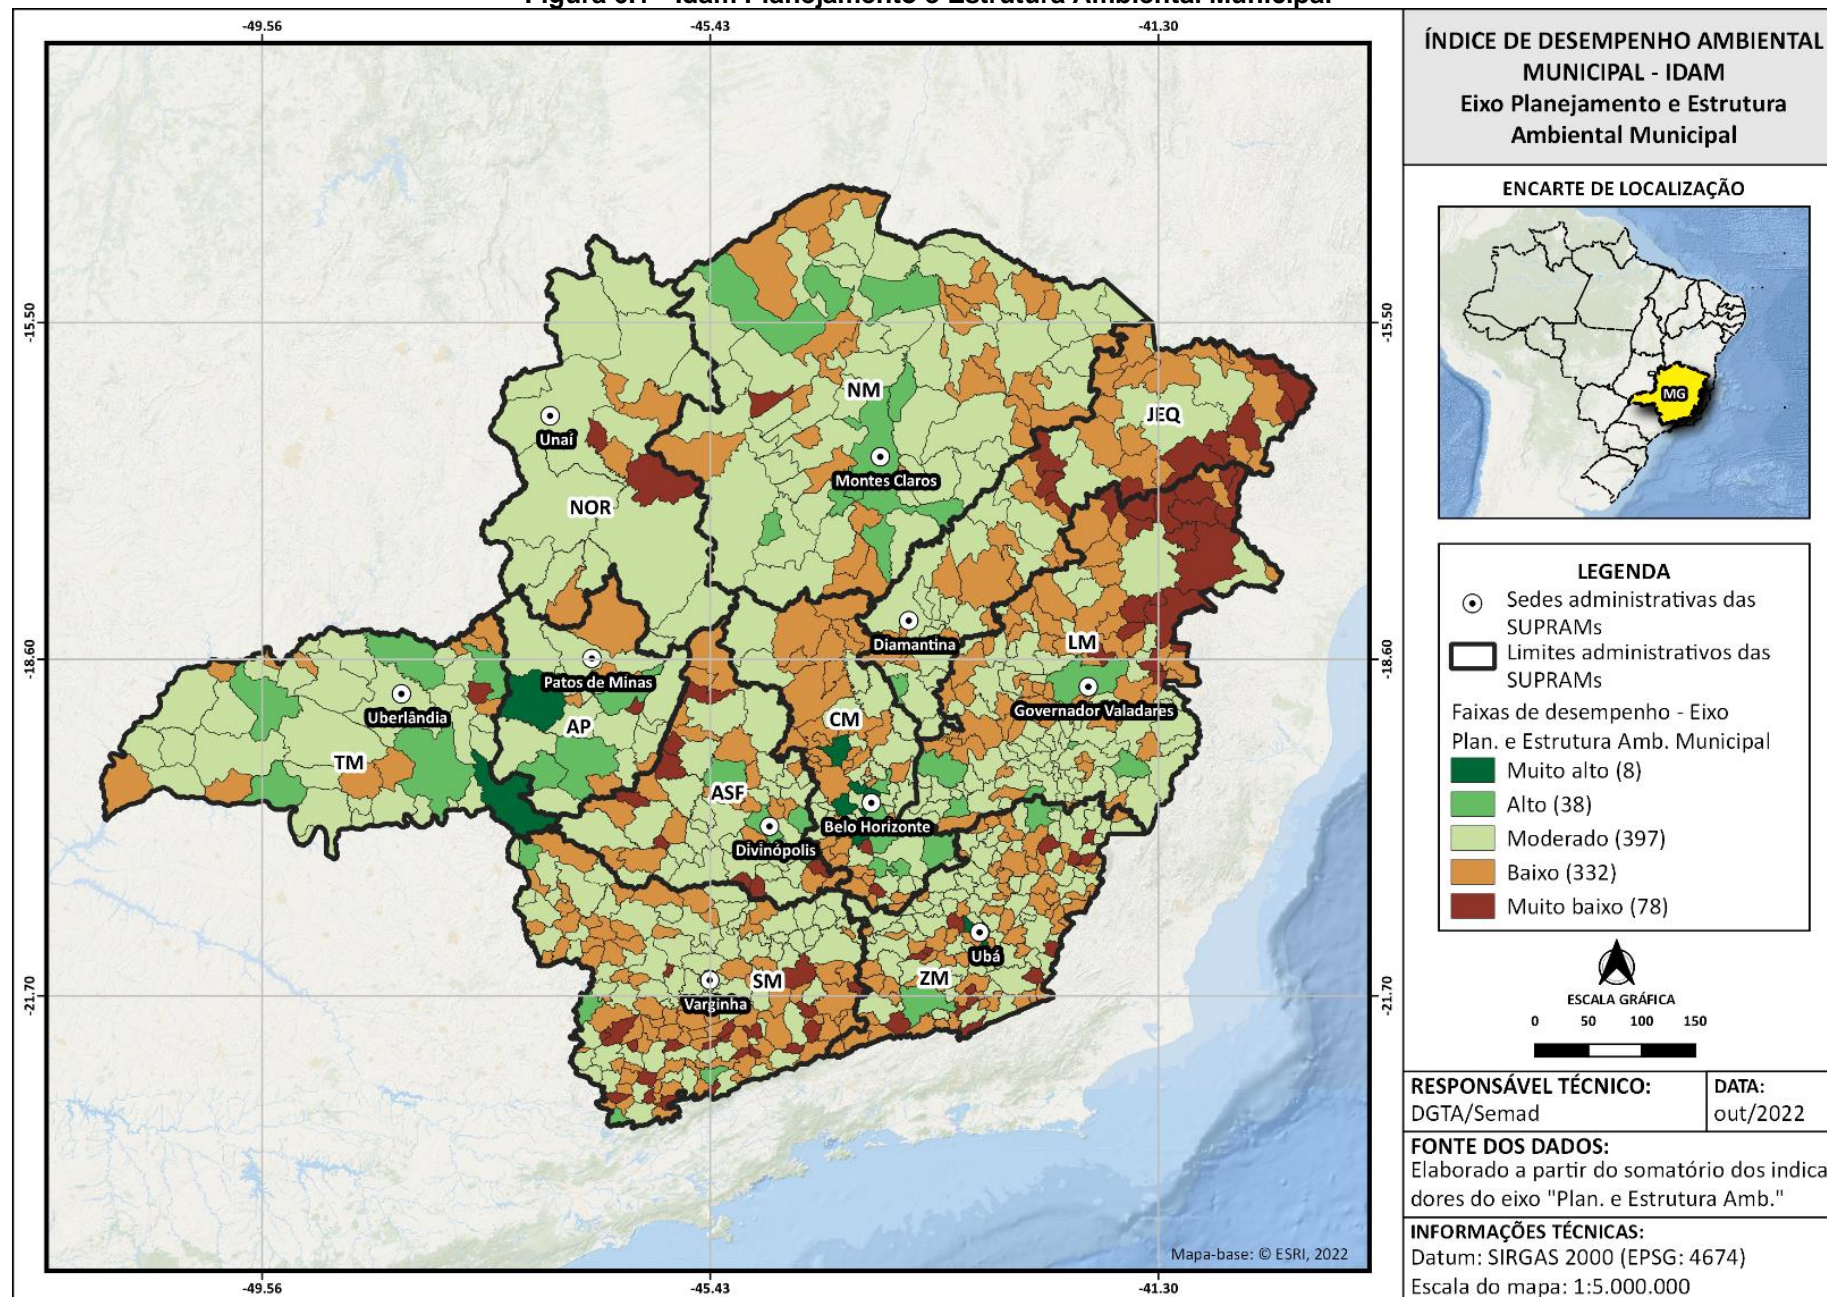 -49.56
-45.43
-41.30
-15.50
-15.50
-18.60
-18.60
-21.70
-21.70
-49.56
-45.43
-41.30
NM
JEQ
Unaí
Montes Claros
NOR
Diamantina
LM
Patos de Minas
Uberlândia
Governador Valadares
AP
CM
TM
ASF
Belo Horizonte
Divinópolis
Ubá
SM
ZM
Varginha
Mapa-base: © ESRI, 2022
ÍNDICE DE DESEMPENHO AMBIENTAL
MUNICIPAL - IDAM
Eixo Planejamento e Estrutura
Ambiental Municipal
ENCARTE DE LOCALIZAÇÃO
MG
LEGENDA
Sedes administrativas das
SUPRAMs
Limites administrativos das
SUPRAMs
Faixas de desempenho - Eixo
Plan. e Estrutura Amb. Municipal
Muito alto (8)
Alto (38)
Moderado (397)
Baixo (332)
Muito baixo (78)
ESCALA GRÁFICA
0 50 100 150
RESPONSÁVEL TÉCNICO:
DGTA/Semad
DATA:
out/2022
FONTE DOS DADOS:
Elaborado a partir do somatório dos indica
dores do eixo "Plan. e Estrutura Amb."
INFORMAÇÕES TÉCNICAS:
Datum: SIRGAS 2000 (EPSG: 4674)
Escala do mapa: 1:5.000.000